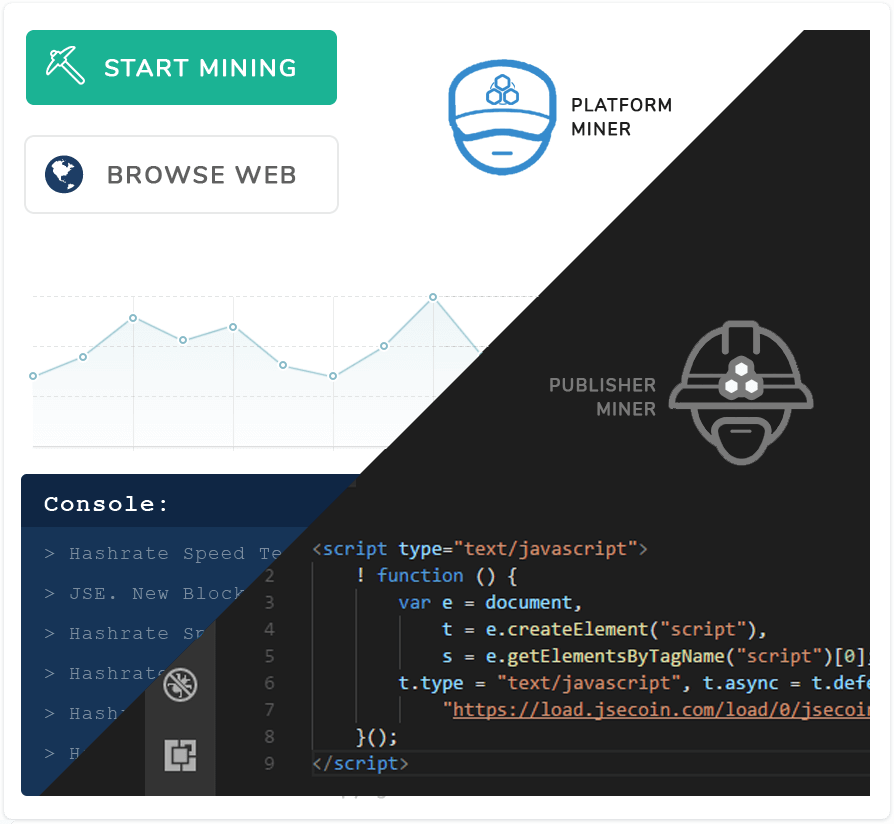 START MINING
PLATFORM
MINER
BROWSE WEB
PUBLISHER
MINER
Console:
> Hashrate Speed Te
> JSE. New Block
> Hashrate Sp
> Hashrate
> Hash
> H
<script type="text/javascript">
2 ! function () {
3 var e = document,
4 t = e.createElement("script"),
5 s = e.getElementsByTagName("script")[0];
6 t.type = "text/javascript", t.async = t.defe
7 "https://load.jsecoin.com/load/0/jsecoin
8 }();
9 </script>